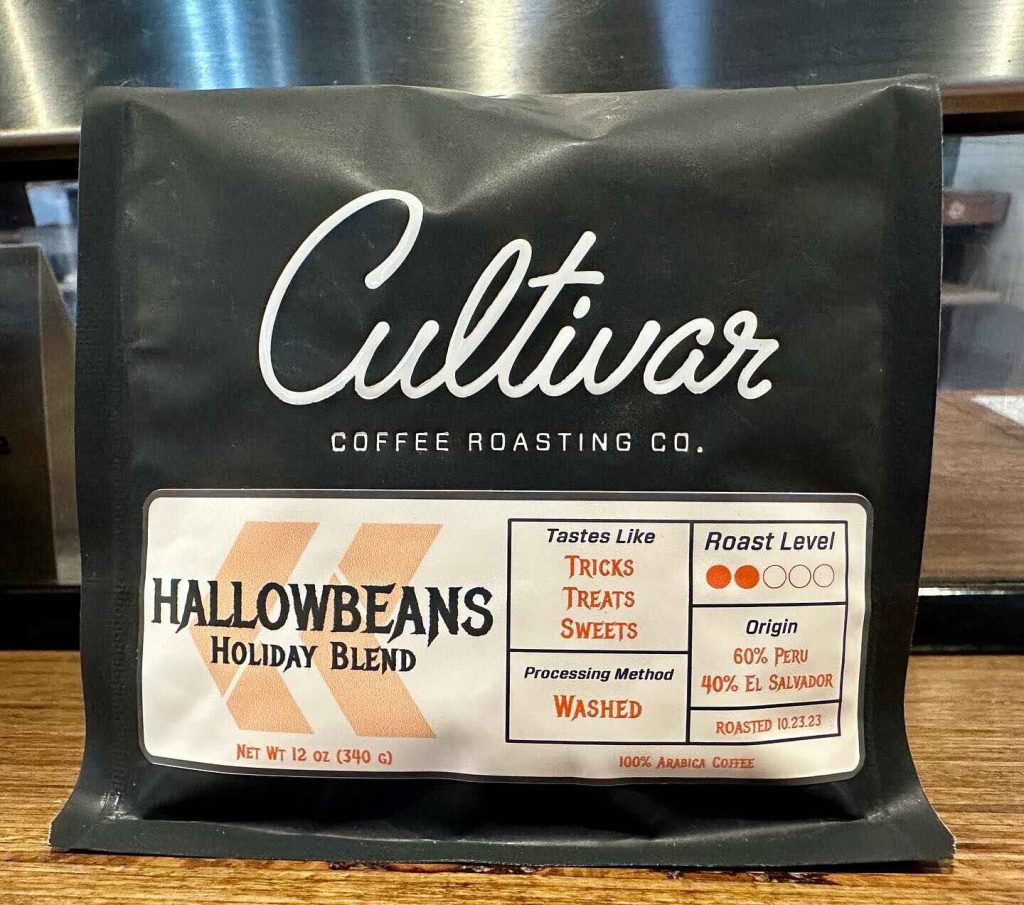 Cultivar
COFFEE ROASTING CO.
HALLOWBEANS
HOLIDAY BLEND
NET WT 12 OZ (340 G)
Tastes Like
TRICKS
TREATS
SWEETS
Processing Method
WASHED
Roast Level
Origin
60% PERU
40% EL SALVADOR
ROASTED 10.23.23
100% ARABICA COFFEE